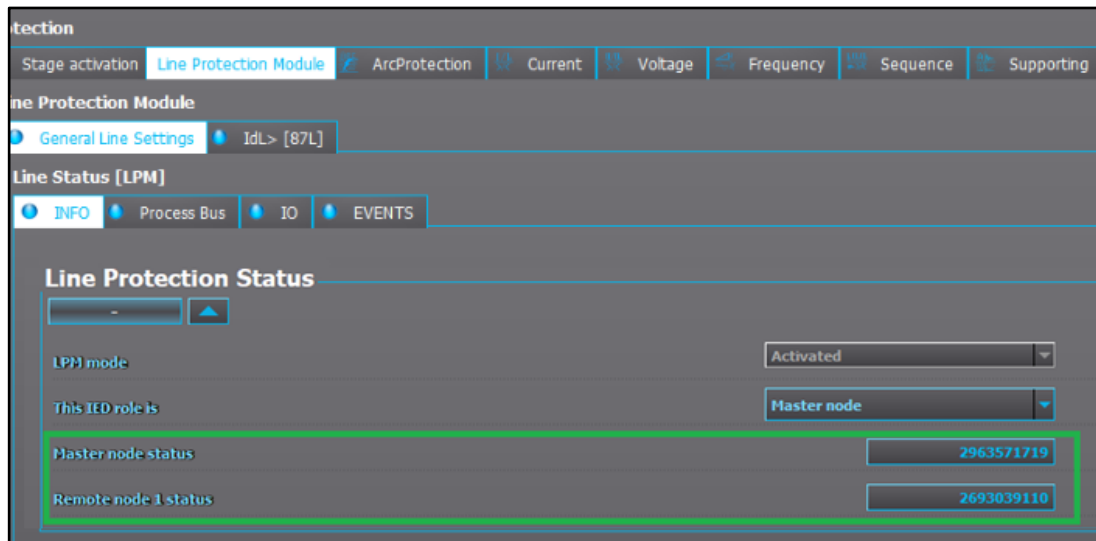 tection
Stage activation Line Protection Module ArcProtection Current Voltage Frequency Sequence Supporting
ine Protection Module
General Line Settings IdL> [87L]
Line Status [LPM]
INFO Process Bus IO EVENTS
Line Protection Status
-
LPM mode Activated
This IED role is Master node
Master node status 2963571719
Remote node 1 status 2693039110